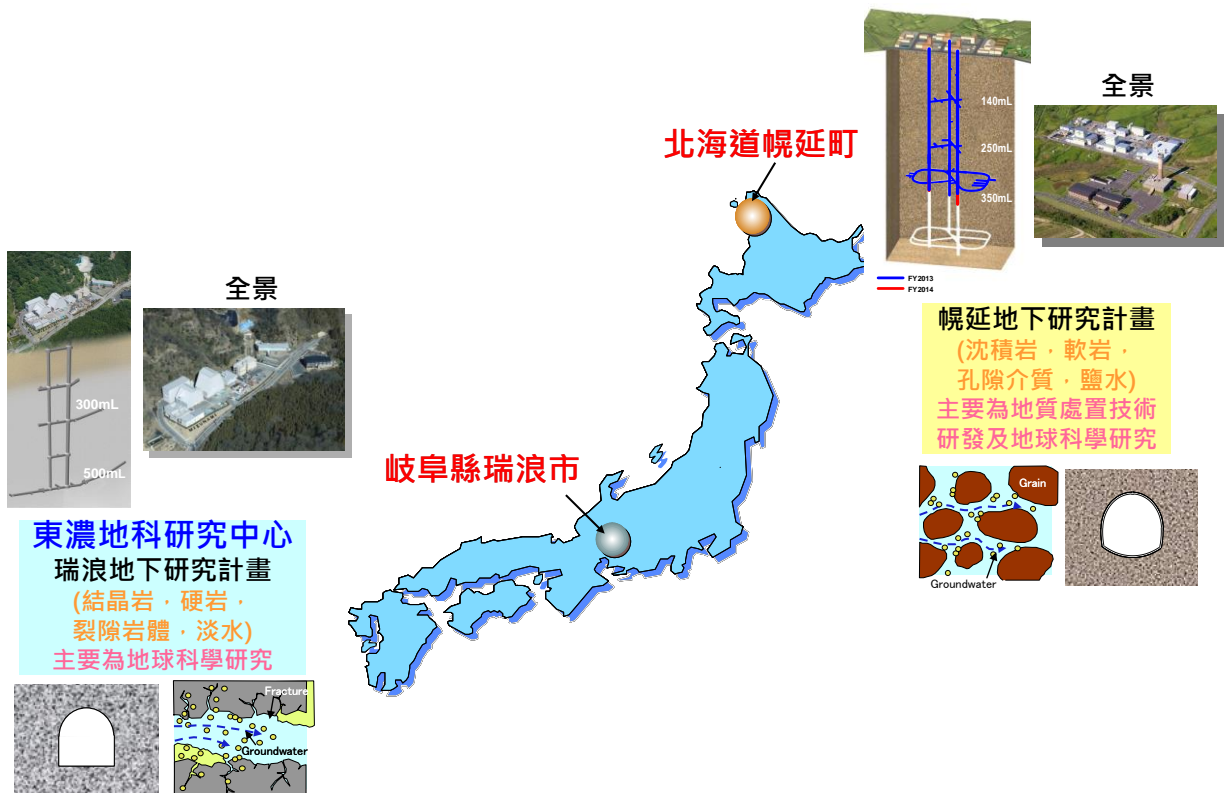 全景
140mL
250mL
350mL
FY2013
FY2014
北海道幌延町
幌延地下研究計畫
(沈積岩，軟岩，
孔隙介質，鹽水)
主要為地質處置技術
研發及地球科學研究
Grain
Groundwater
全景
300mL
500mL
岐阜縣瑞浪市
東濃地科研究中心
瑞浪地下研究計畫
(結晶岩，硬岩，
裂隙岩體，淡水)
主要為地球科學研究
Fracture
Groundwater